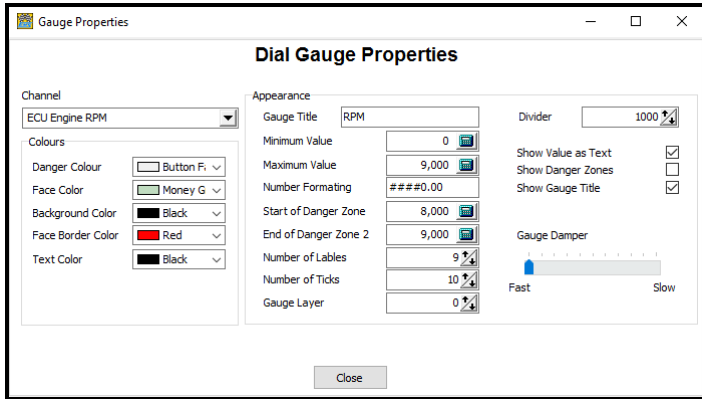 Gauge Properties
Dial Gauge Properties
Channel
ECU Engine RPM
Colours
Danger Colour Button F
Face Color Money G
Background Color Black
Face Border Color Red
Text Color Black
Appearance
Gauge Title RPM
Minimum Value 0
Maximum Value 9,000
Number Formating ####0.00
Start of Danger Zone 8,000
End of Danger Zone 2 9,000
Number of Lables 9
Number of Ticks 10
Gauge Layer 0
Divider 1000
Show Value as Text
Show Danger Zones
Show Gauge Title
Gauge Damper
Fast Slow
Close